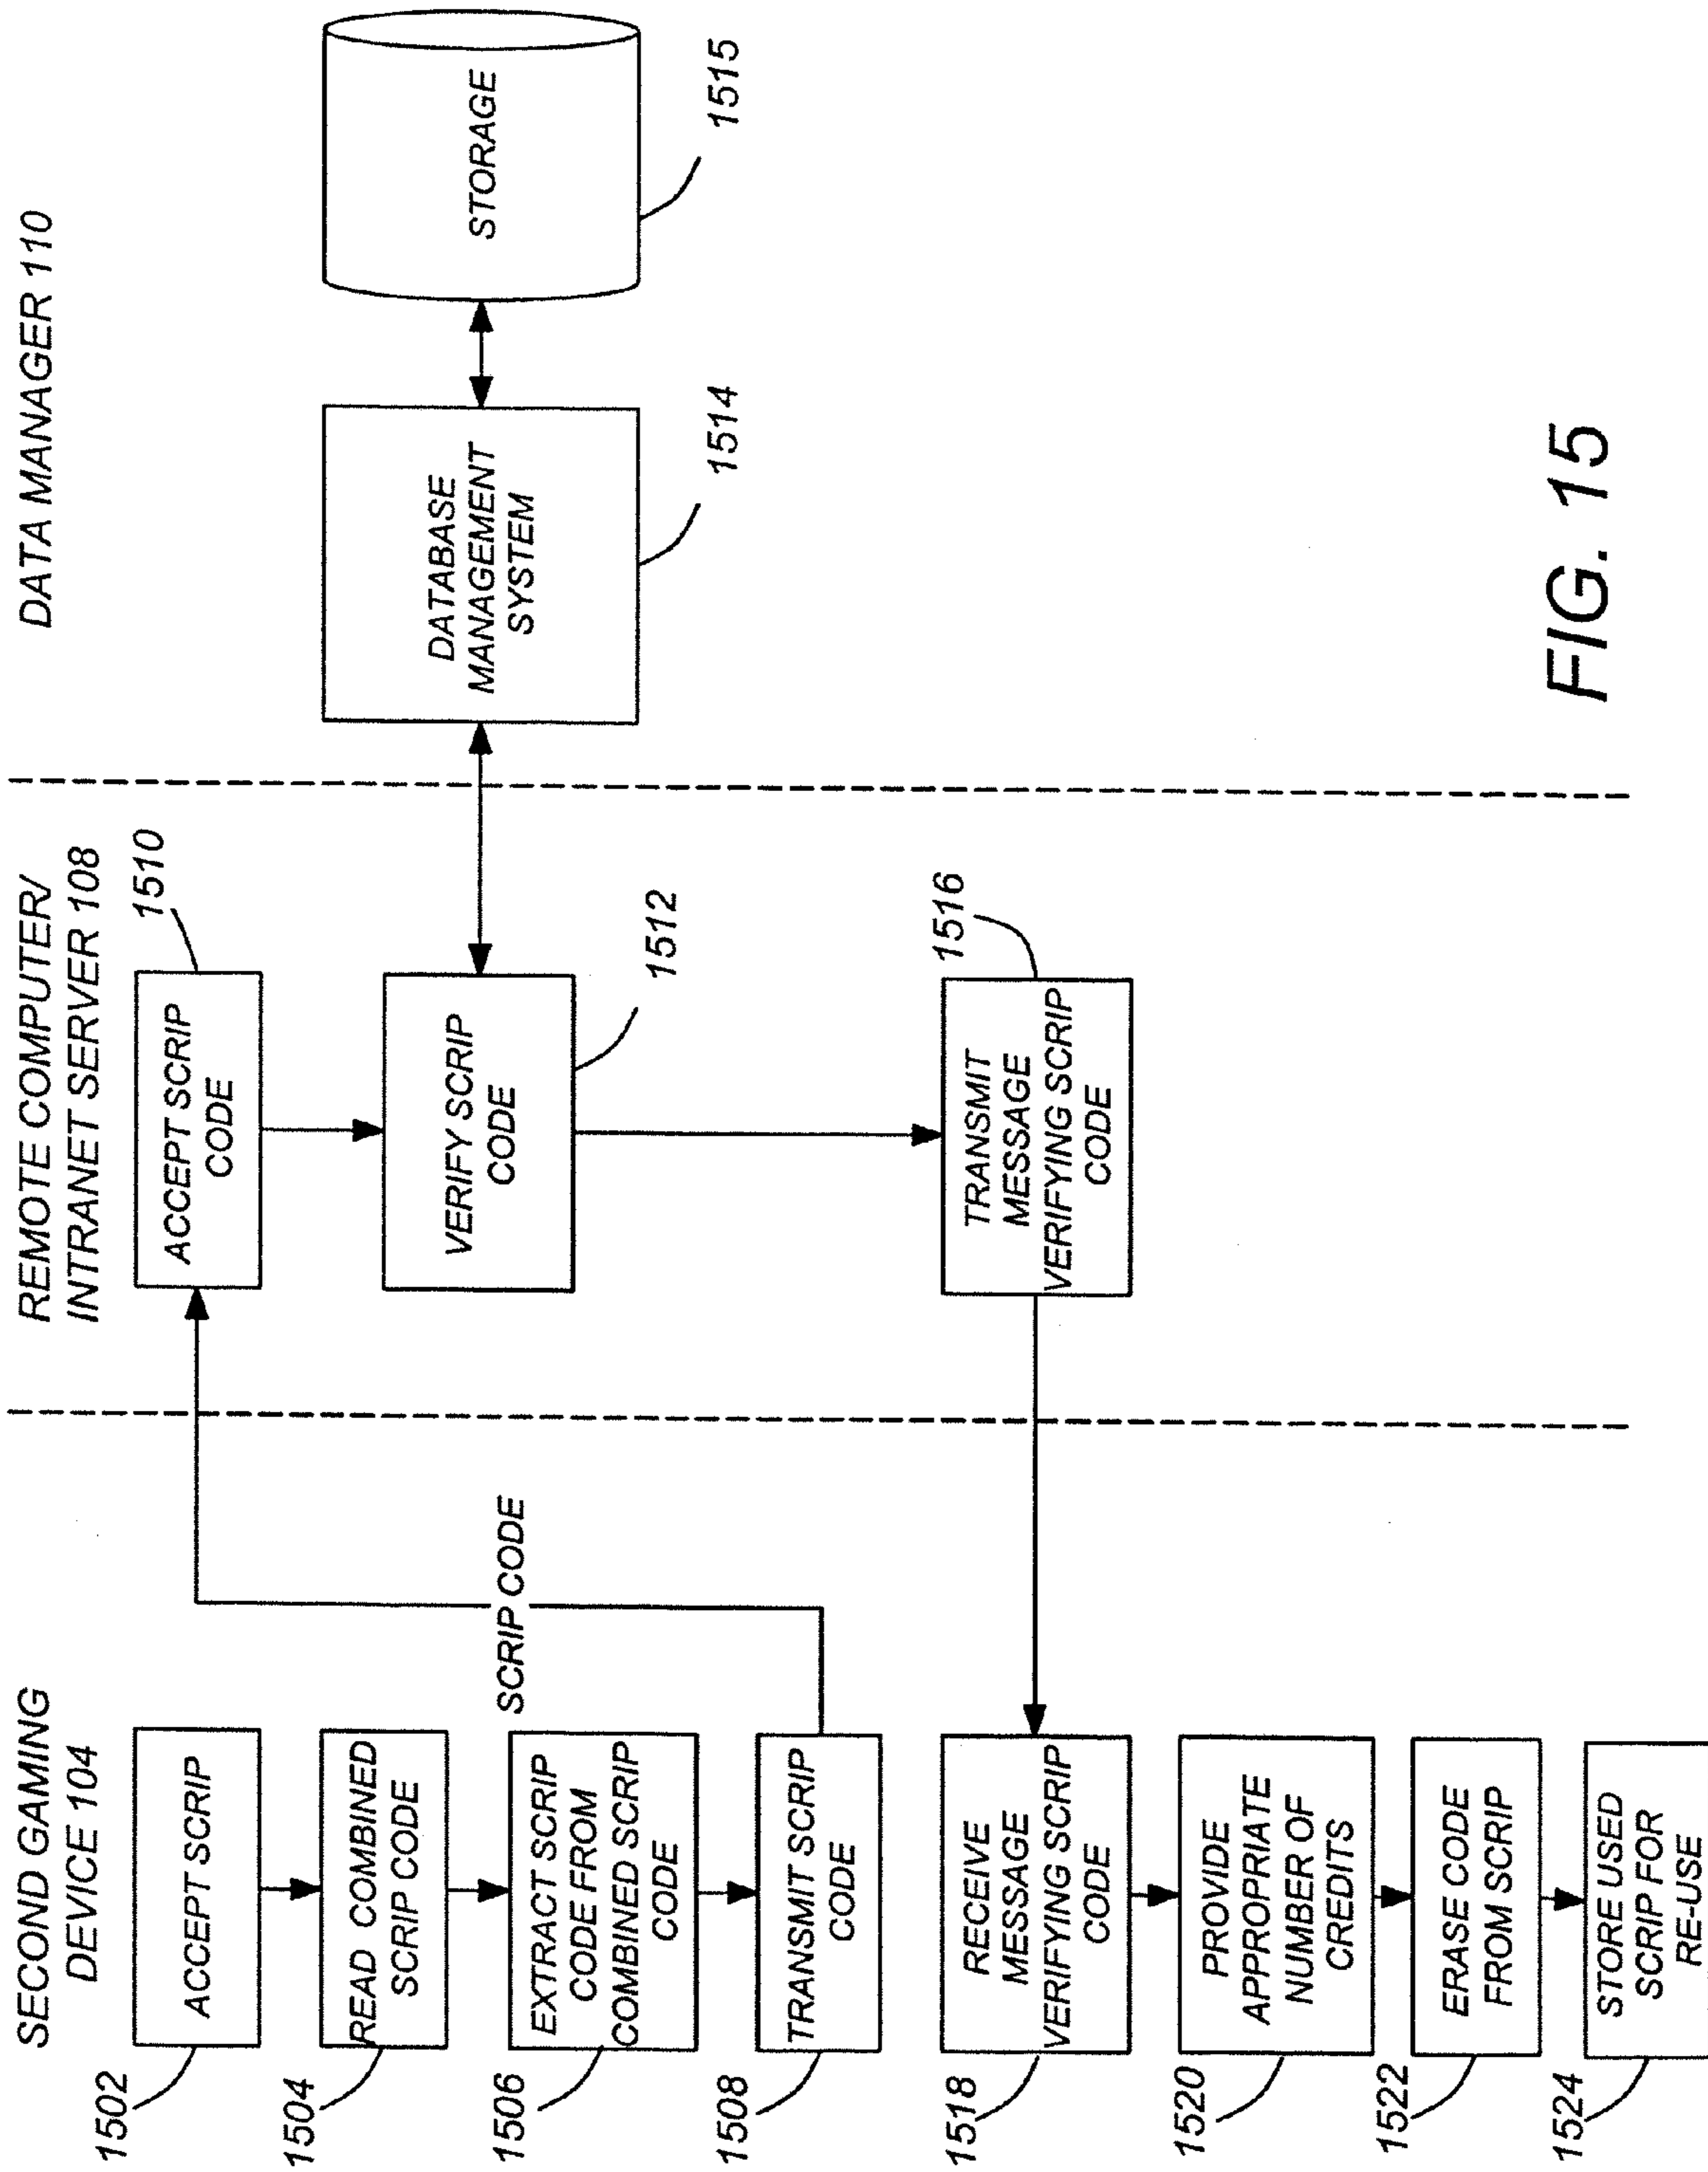 SECOND GAMING
DEVICE 104
1502
ACCEPT SCRIP
1504
READ COMBINED
SCRIP CODE
1506
EXTRACT SCRIP
CODE FROM
COMBINED SCRIP
CODE
1508
TRANSMIT SCRIP
CODE
SCRIP CODE
1518
RECEIVE
MESSAGE
VERIFYING SCRIP
CODE
1520
PROVIDE
APPROPRIATE
NUMBER OF
CREDITS
1522
ERASE CODE
FROM SCRIP
1524
STORE USED
SCRIP FOR
RE-USE
REMOTE COMPUTER/
INTRANET SERVER 108
1510
ACCEPT SCRIP
CODE
VERIFY SCRIP
CODE
1512
1516
TRANSMIT
MESSAGE
VERIFYING SCRIP
CODE
DATA MANAGER 110
DATABASE
MANAGEMENT
SYSTEM
1514
STORAGE
1515
FIG. 15